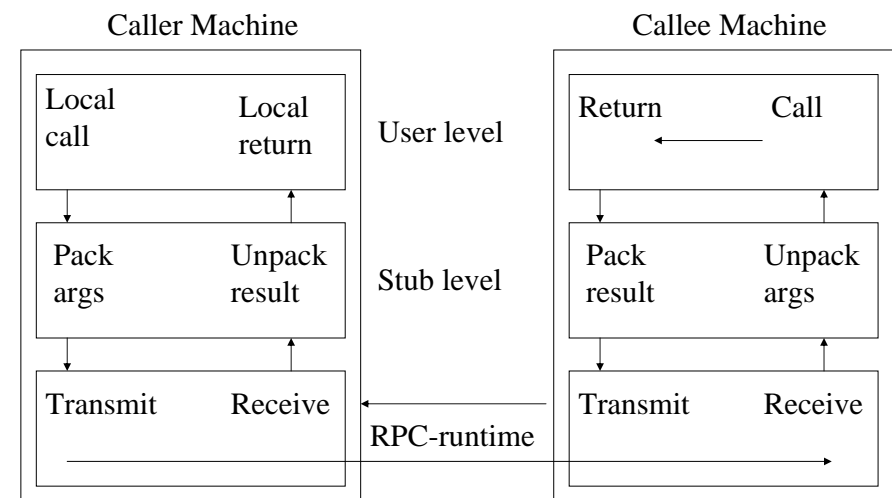 Caller Machine
Callee Machine
Local call
Local return
User level
Return
Call
Pack args
Unpack result
Stub level
Pack result
Unpack args
Transmit
Receive
RPC-runtime
Transmit
Receive